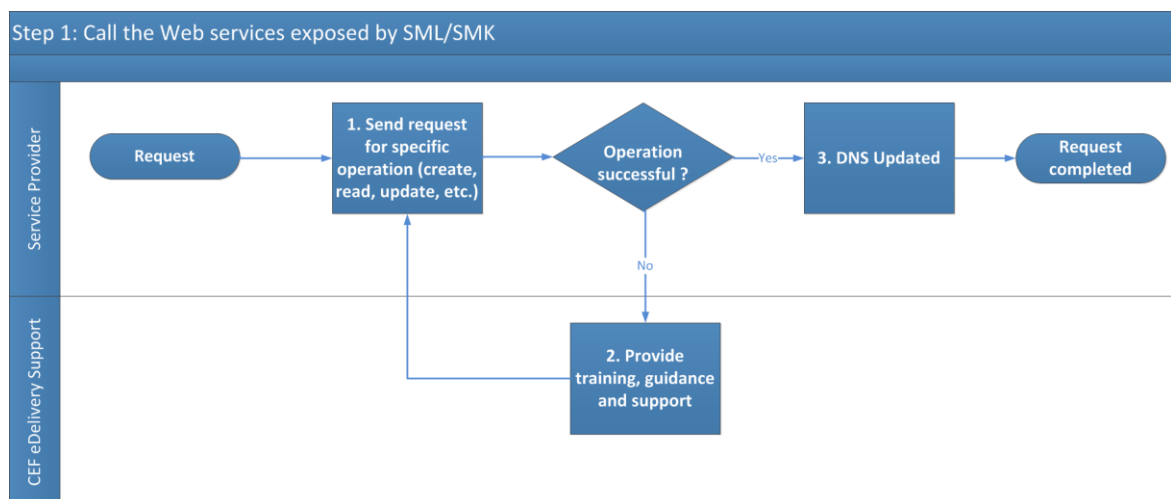 Step 1: Call the Web services exposed by SML/SMK
Service Provider
Request
1. Send request
for specific
operation (create,
read, update, etc.)
Operation
successful ?
Yes
3. DNS Updated
Request
completed
No
CEF eDelivery Support
2. Provide
training, guidance
and support